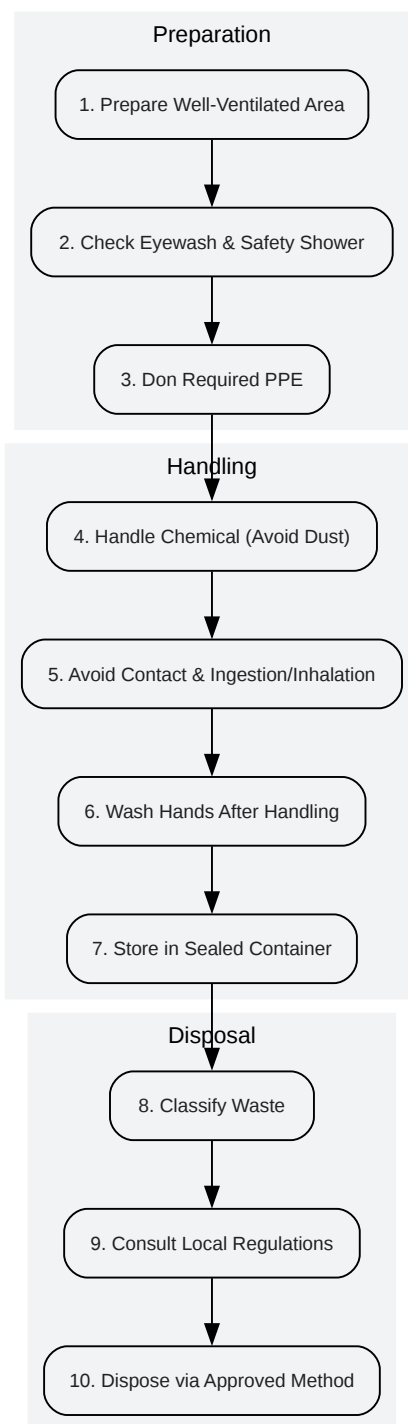 Preparation
1. Prepare Well-Ventilated Area
2. Check Eyewash & Safety Shower
3. Don Required PPE
Handling
4. Handle Chemical (Avoid Dust)
5. Avoid Contact & Ingestion/Inhalation
6. Wash Hands After Handling
7. Store in Sealed Container
Disposal
8. Classify Waste
9. Consult Local Regulations
10. Dispose via Approved Method